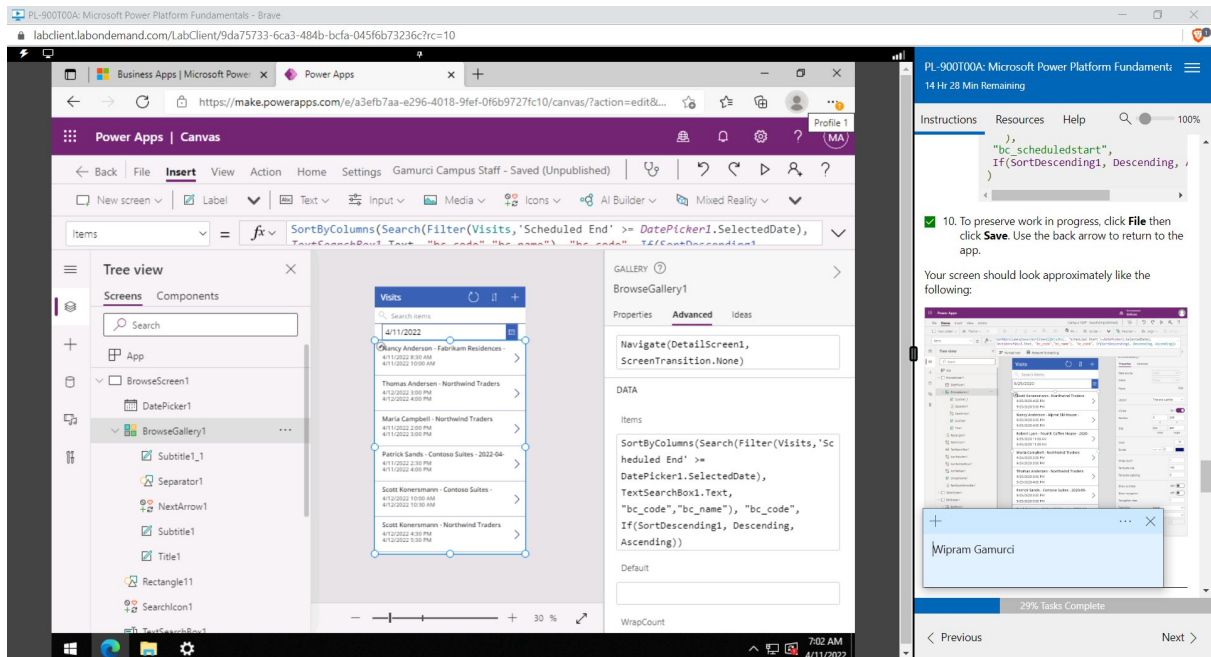 PL-900T00A: Microsoft Power Platform Fundamentals - Brave
labclient.labondemand.com/LabClient/9da75733-6ca3-484b-bcfa-045f6b73236c?rc=10
Business Apps | Microsoft Power
Power Apps
https://make.powerapps.com/e/a3efb7aa-e296-4018-9fef-0f6b9727fc10/canvas/?action=edit&...
Profile 1
Power Apps | Canvas
? (MA)
Back File Insert View Action Home Settings Gamurci Campus Staff - Saved (Unpublished) ?
New screen Label Text Input Media Icons AI Builder Mixed Reality
Items = fx SortByColumns(Search(Filter(Visits,'Scheduled End' >= DatePicker1.SelectedDate),
TextSearchBox1.Text, "bc_code","bc_name"), "bc_code", If(SortDescending1,
Tree view
Screens Components
Search
App
BrowseScreen1
DatePicker1
BrowseGallery1
Subtitle1_1
Separator1
NextArrow1
Subtitle1
Title1
Rectangle11
SearchIcon1
TextSearchBox1
Visits
Search items
4/11/2022
Nancy Anderson - Fabrikam Residences -
4/11/2022 8:30 AM
4/11/2022 10:00 AM
Thomas Andersen - Northwind Traders
4/12/2022 3:00 PM
4/12/2022 4:00 PM
Maria Campbell - Northwind Traders
4/11/2022 2:00 PM
4/11/2022 5:00 PM
Patrick Sands - Contoso Suites - 2022-04-
4/11/2022 2:30 PM
4/11/2022 4:00 PM
Scott Konersmann - Contoso Suites -
4/12/2022 10:00 AM
4/12/2022 10:30 AM
Scott Konersmann - Northwind Traders
4/12/2022 4:30 PM
4/12/2022 5:30 PM
30 %
GALLERY
BrowseGallery1
Properties Advanced Ideas
Navigate(DetailScreen1,
ScreenTransition.None)
DATA
Items
SortByColumns(Search(Filter(Visits,'Sc
heduled End' >=
DatePicker1.SelectedDate),
TextSearchBox1.Text,
"bc_code","bc_name"), "bc_code",
If(SortDescending1, Descending,
Ascending))
Default
WrapCount
7:02 AM
4/11/2022
PL-900T00A: Microsoft Power Platform Fundamenta
14 Hr 28 Min Remaining
Instructions Resources Help 100%
),
"bc_scheduledstart",
If(SortDescending1, Descending,
)
10. To preserve work in progress, click File then
click Save. Use the back arrow to return to the
app.
Your screen should look approximately like the
following:
Wipram Gamurci
29% Tasks Complete
Previous Next